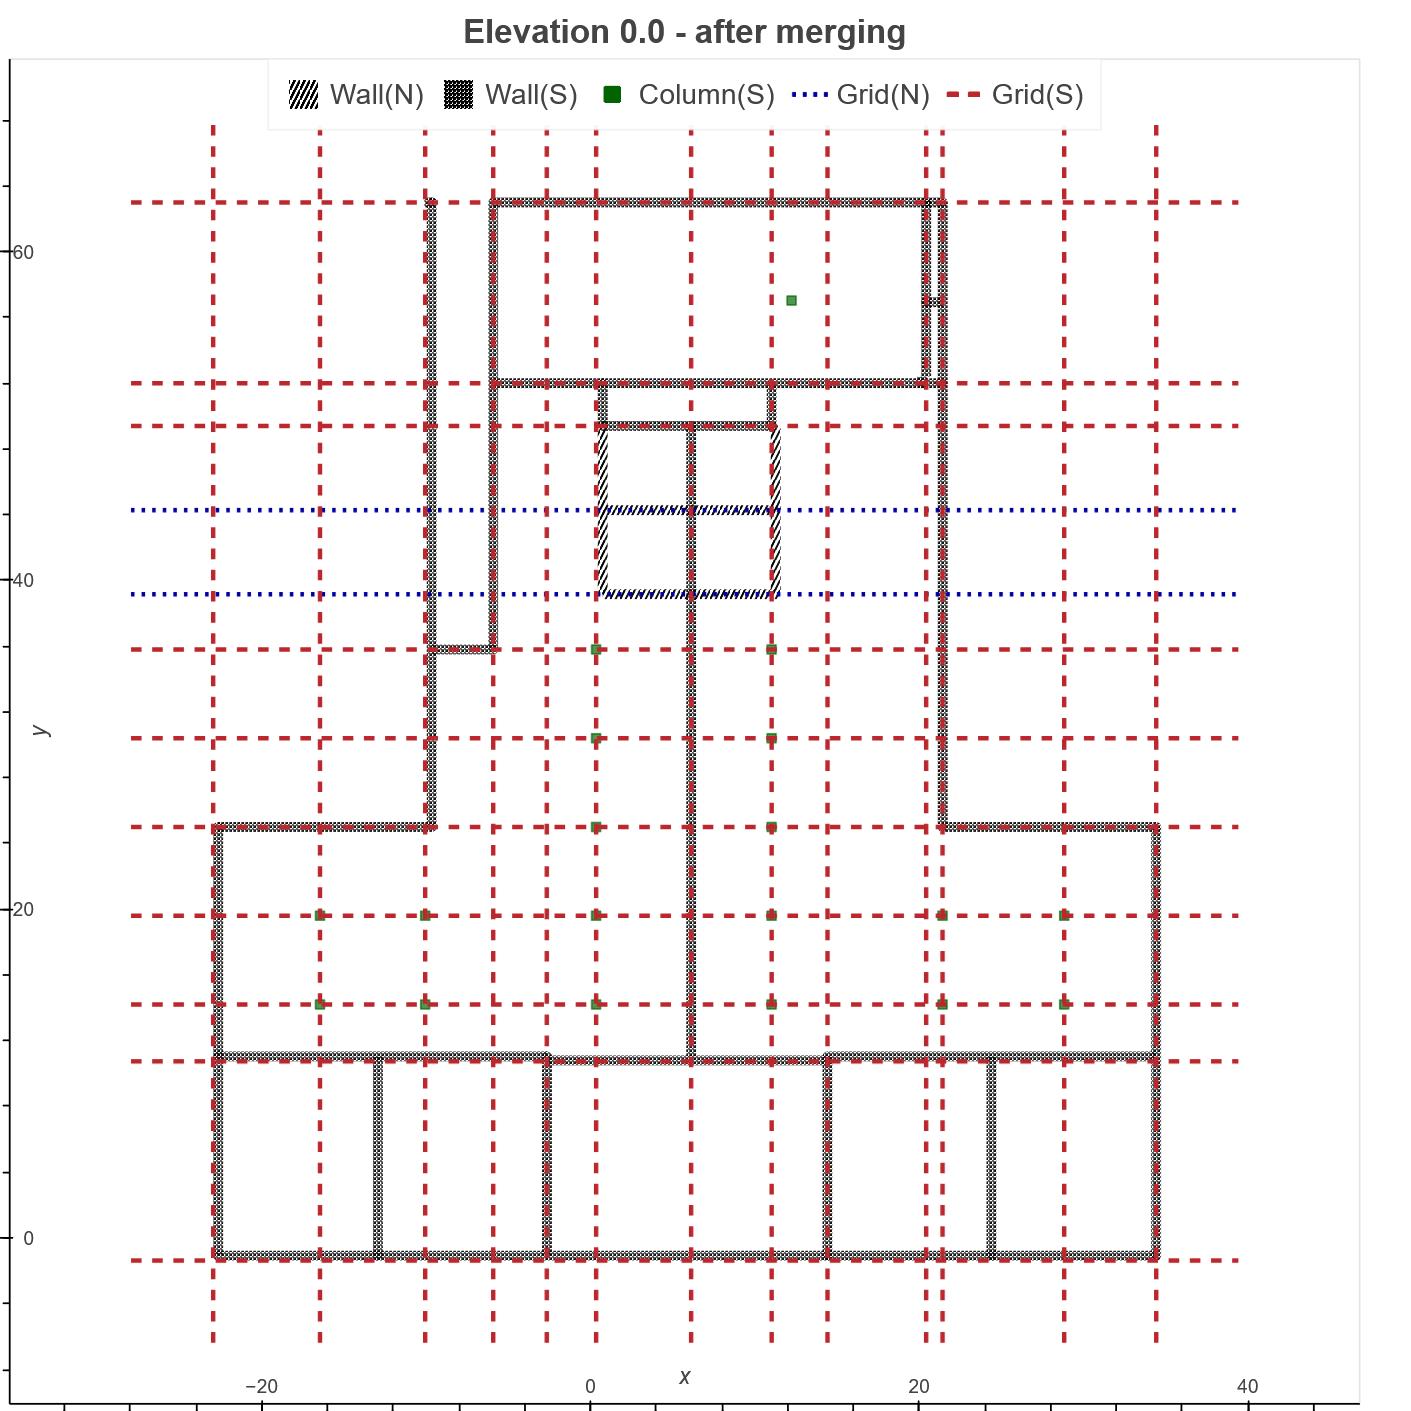 Elevation 0.0 - after merging
Wall(N) Wall(S) Column(S) Grid(N) Grid(S)
60
40
y
20
0
x
−20 0 20 40